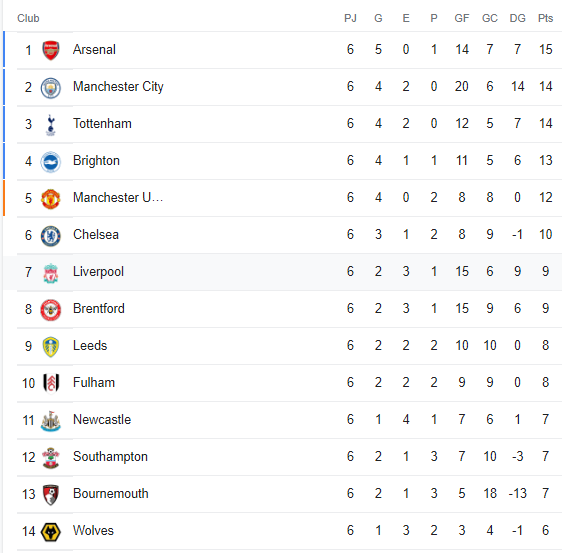 Club PJ G E P GF GC DG Pts
1 Arsenal 6 5 0 1 14 7 7 15
2 Manchester City 6 4 2 0 20 6 14 14
3 Tottenham 6 4 2 0 12 5 7 14
4 Brighton 6 4 1 1 11 5 6 13
5 Manchester U... 6 4 0 2 8 8 0 12
6 Chelsea 6 3 1 2 8 9 -1 10
7 Liverpool 6 2 3 1 15 6 9 9
8 Brentford 6 2 3 1 15 9 6 9
9 Leeds 6 2 2 2 10 10 0 8
10 Fulham 6 2 2 2 9 9 0 8
11 Newcastle 6 1 4 1 7 6 1 7
12 Southampton 6 2 1 3 7 10 -3 7
13 Bournemouth 6 2 1 3 5 18 -13 7
14 Wolves 6 1 3 2 3 4 -1 6